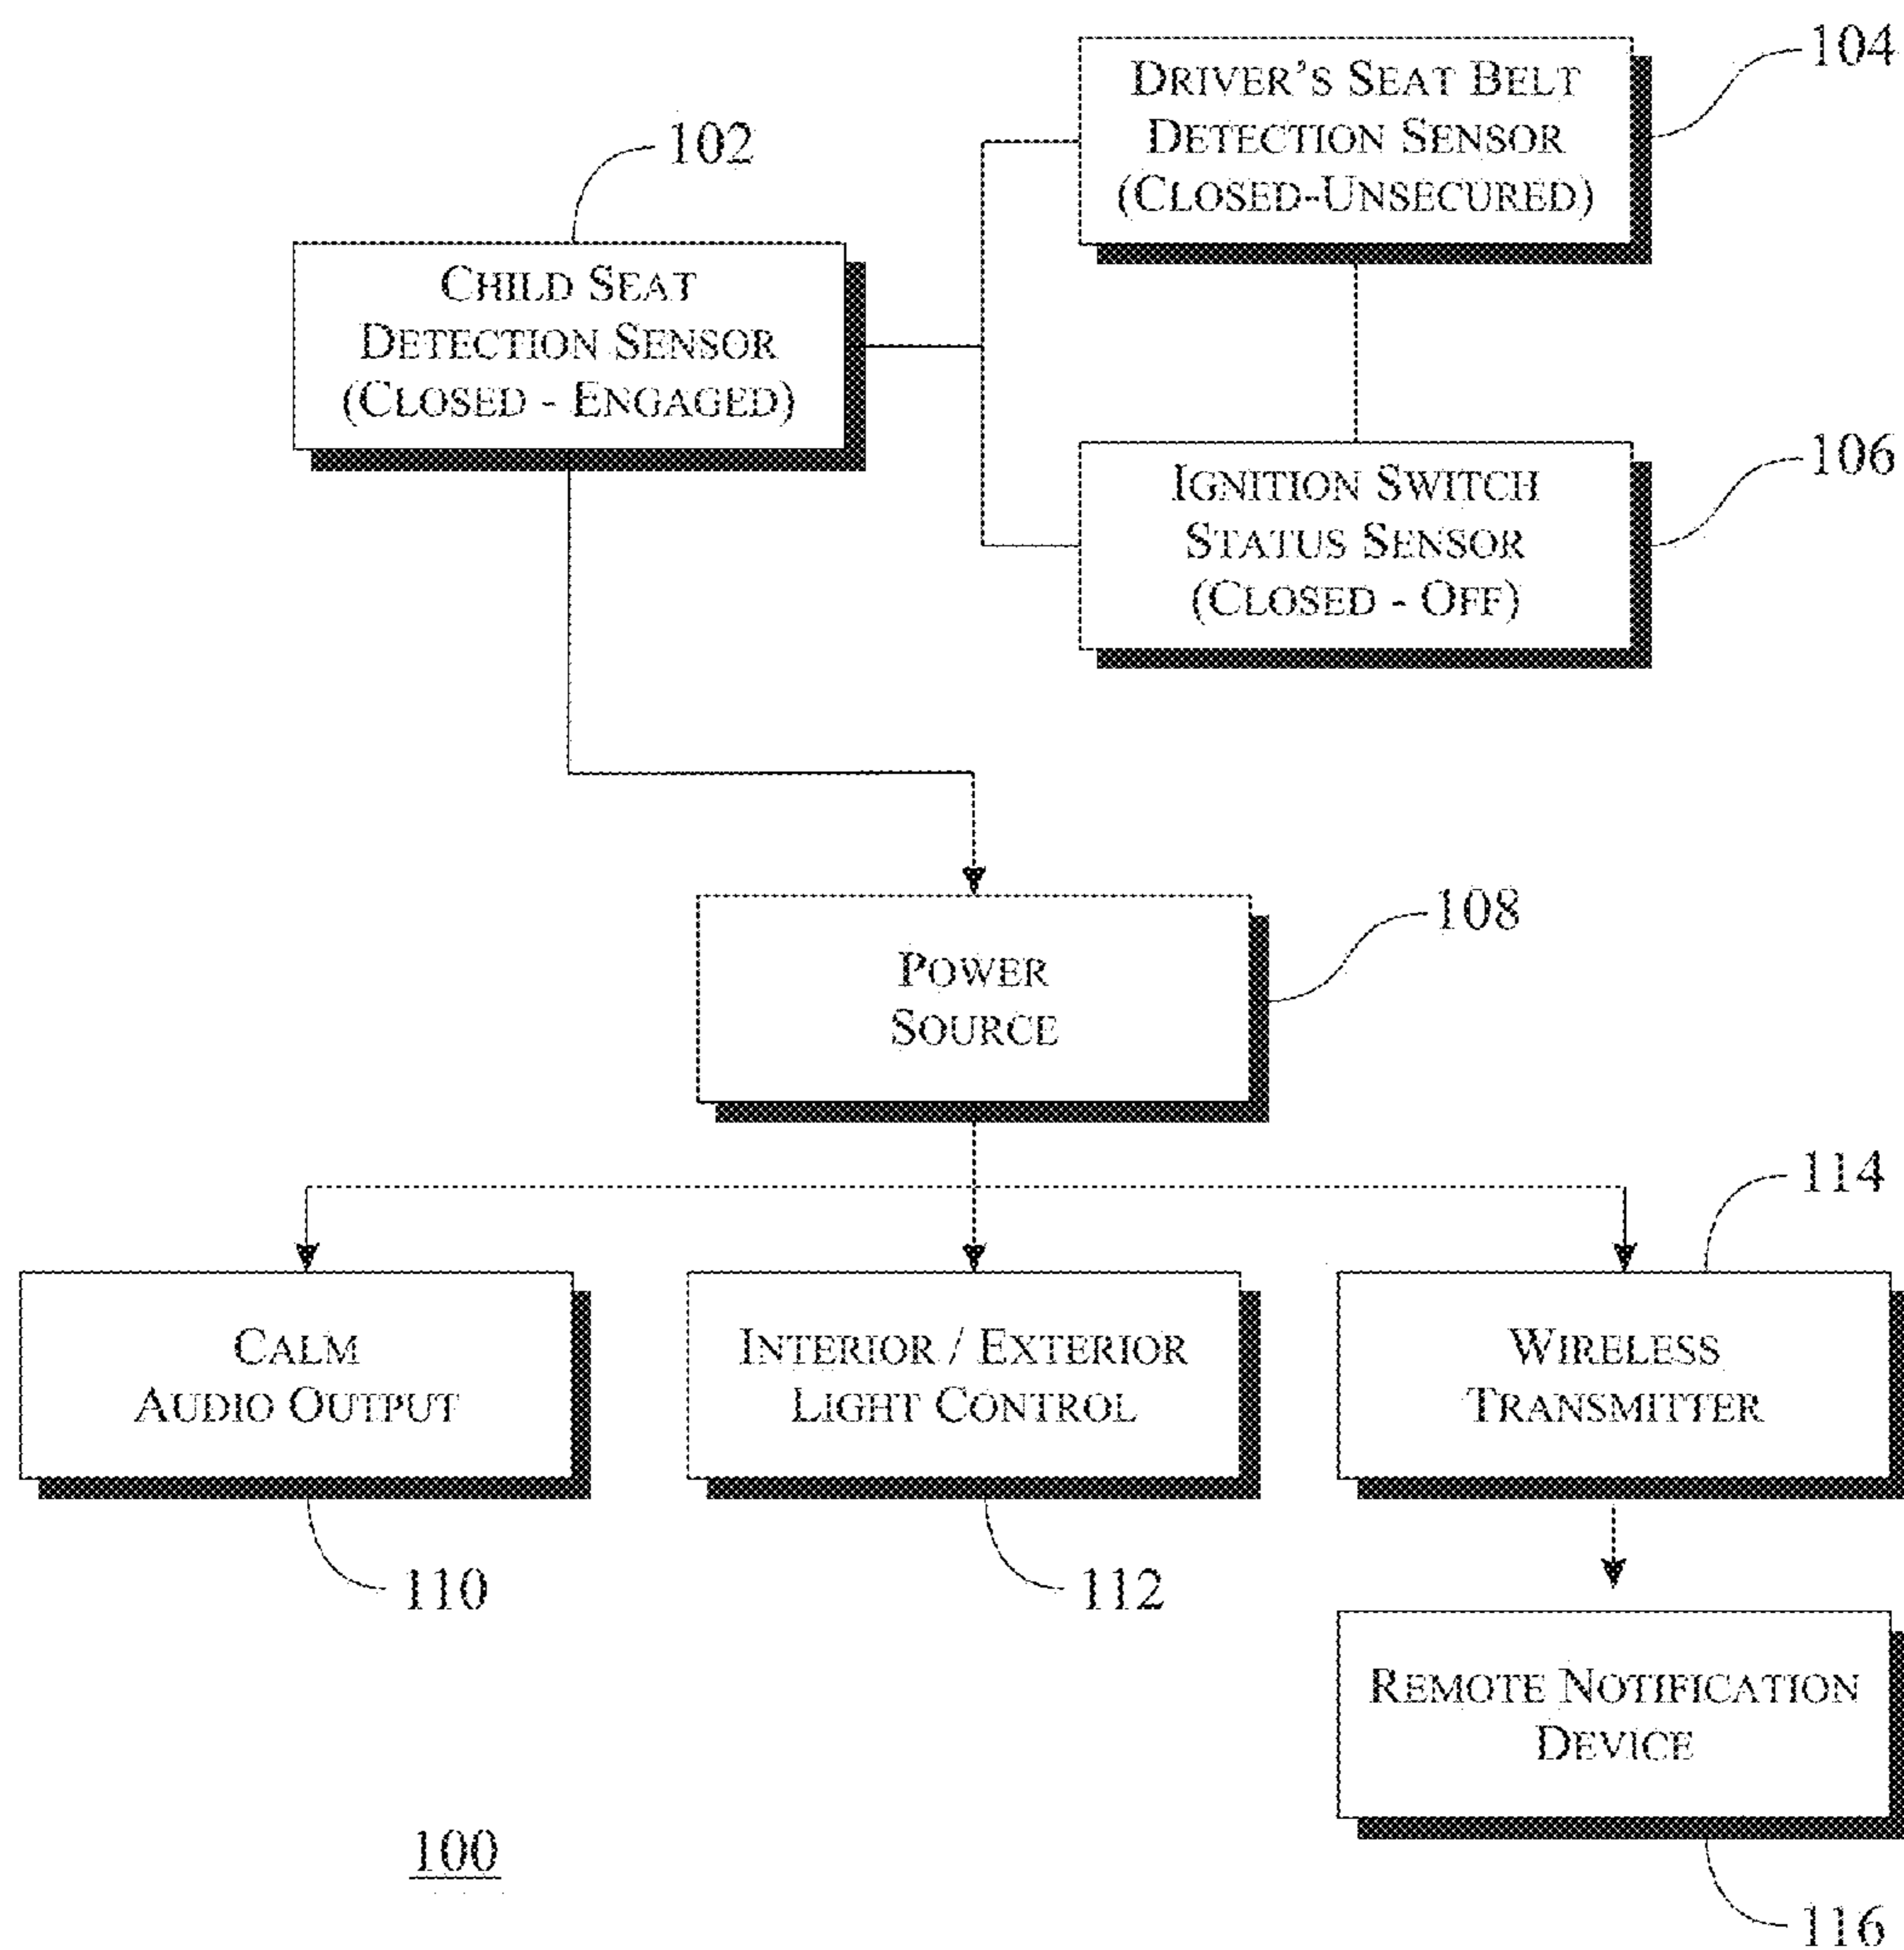 104
DRIVER'S SEAT BELT
DETECTION SENSOR
(CLOSED-UNSECURED)
102
CHILD SEAT
DETECTION SENSOR
(CLOSED - ENGAGED)
106
IGNITION SWITCH
STATUS SENSOR
(CLOSED - OFF)
108
POWER
SOURCE
114
CALM
AUDIO OUTPUT
INTERIOR / EXTERIOR
LIGHT CONTROL
WIRELESS
TRANSMITTER
110
112
REMOTE NOTIFICATION
DEVICE
100
116